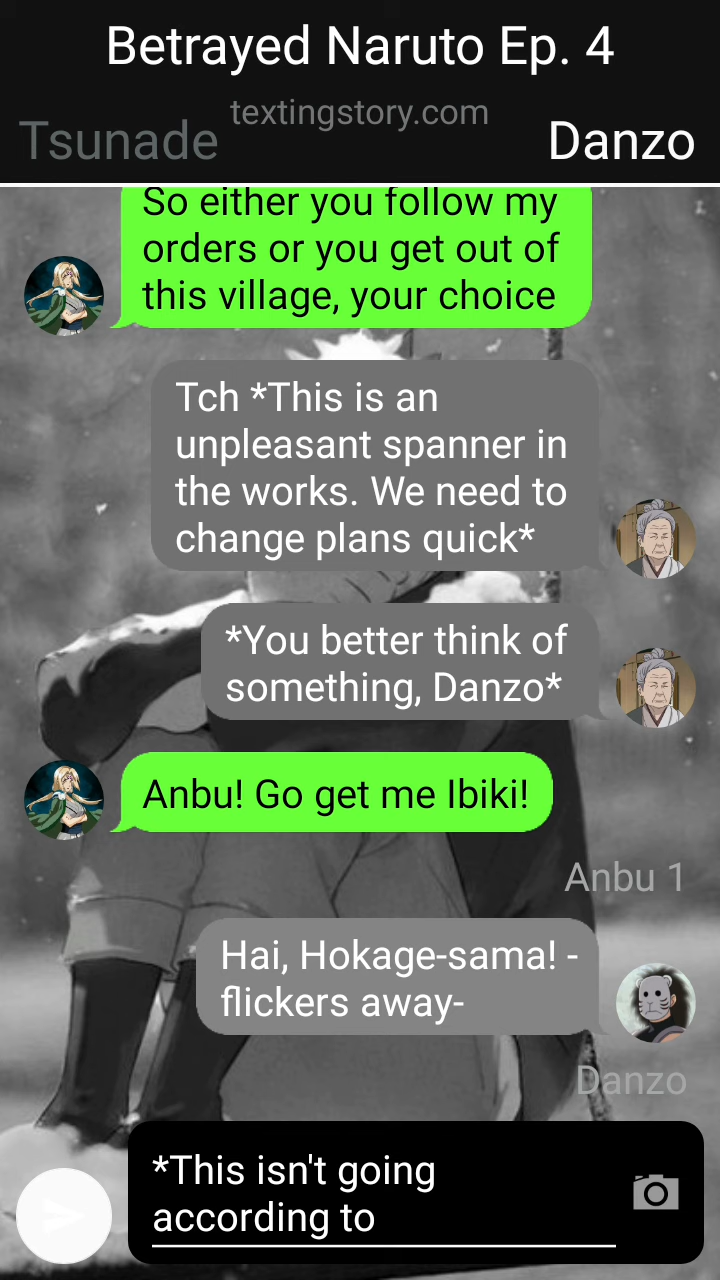 Betrayed Naruto Ep. 4
textingstory.com
Tsunade
Danzo
So either you follow my
orders or you get out of
this village, your choice
Tch *This is an
unpleasant spanner in
the works. We need to
change plans quick*
*You better think of
something, Danzo*
Anbu! Go get me Ibiki!
Anbu 1
Hai, Hokage-sama! -
flickers away-
Danzo
*This isn't going
according to